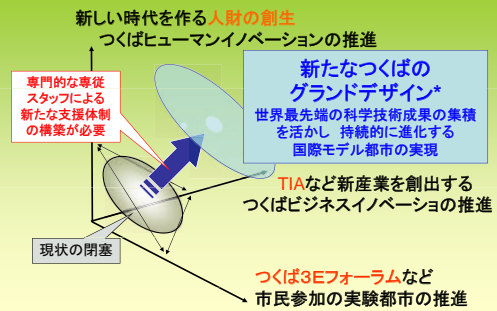 新しい時代を作る人財の創生
つくばヒューマンイノベーションの推進
専門的な専従
スタッフによる
新たな支援体制
の構築が必要
新たなつくばの
グランドデザイン*
世界最先端の科学技術成果の集積
を活かし 持続的に進化する
国際モデル都市の実現
TIAなど新産業を創出する
つくばビジネスイノベーショの推進
現状の閉塞
つくば3Eフォーラムなど
市民参加の実験都市の推進